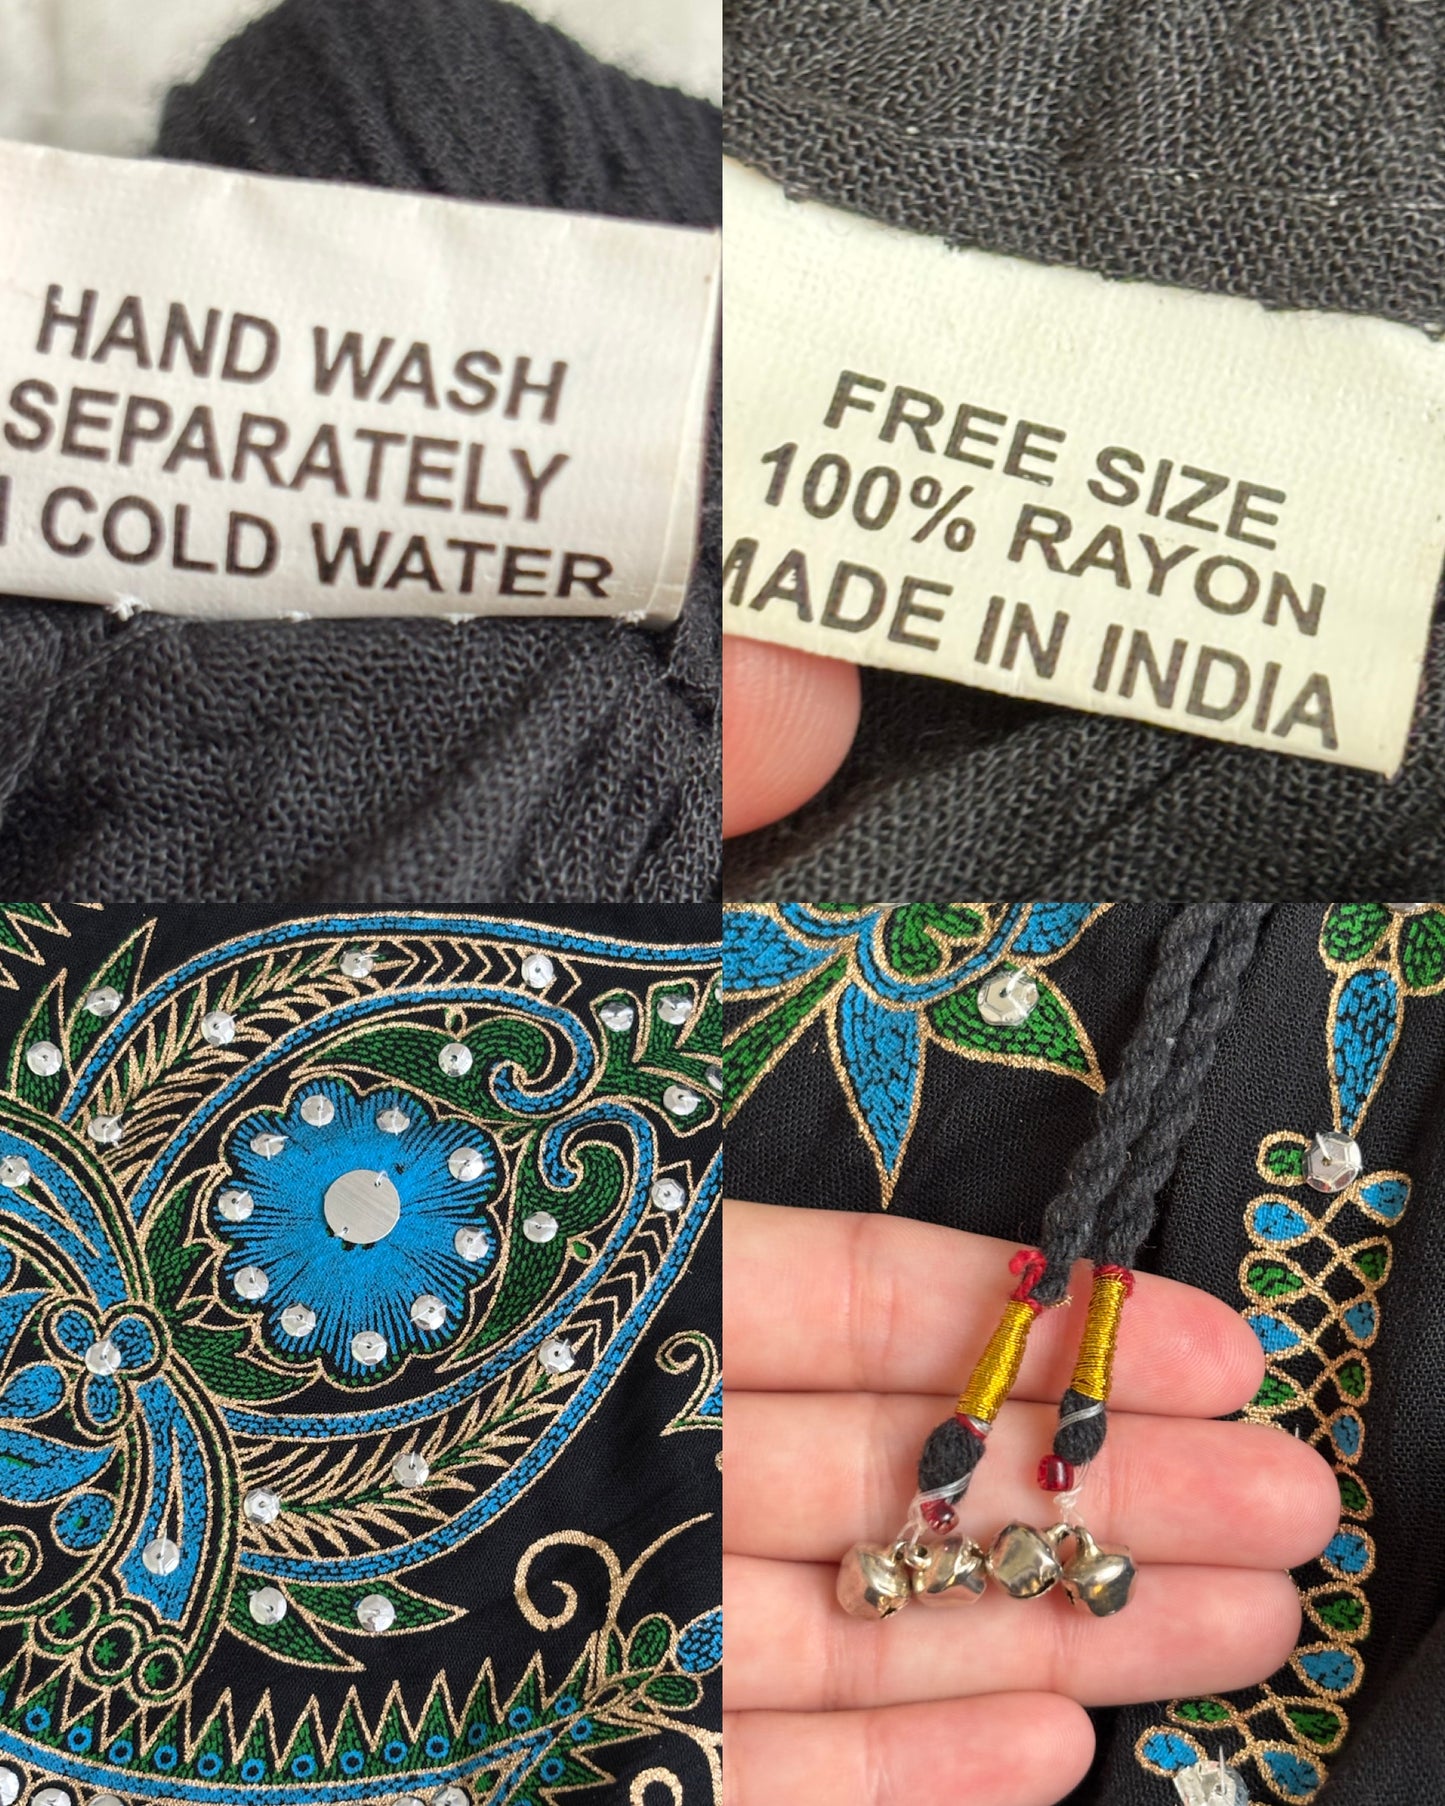 HAND WASH
SEPARATELY
COLD WATER
FREE SIZE
100% RAYON
MADE IN INDIA